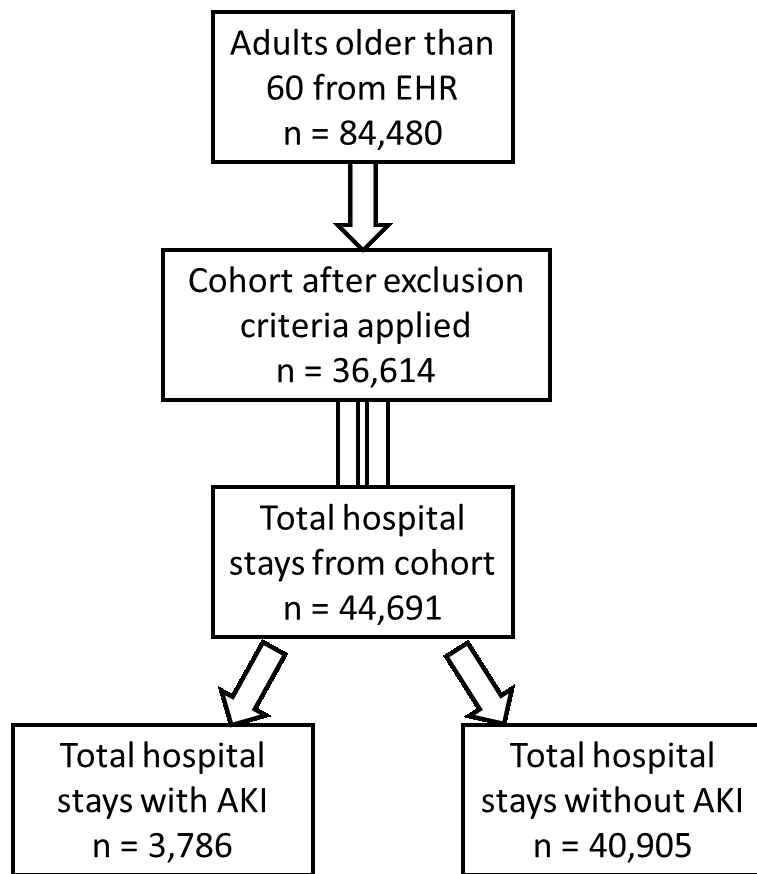 Adults older than
60 from EHR
n = 84,480
Cohort after exclusion
criteria applied
n = 36,614
Total hospital
stays from cohort
n = 44,691
Total hospital
stays with AKI
n = 3,786
Total hospital
stays without AKI
n = 40,905